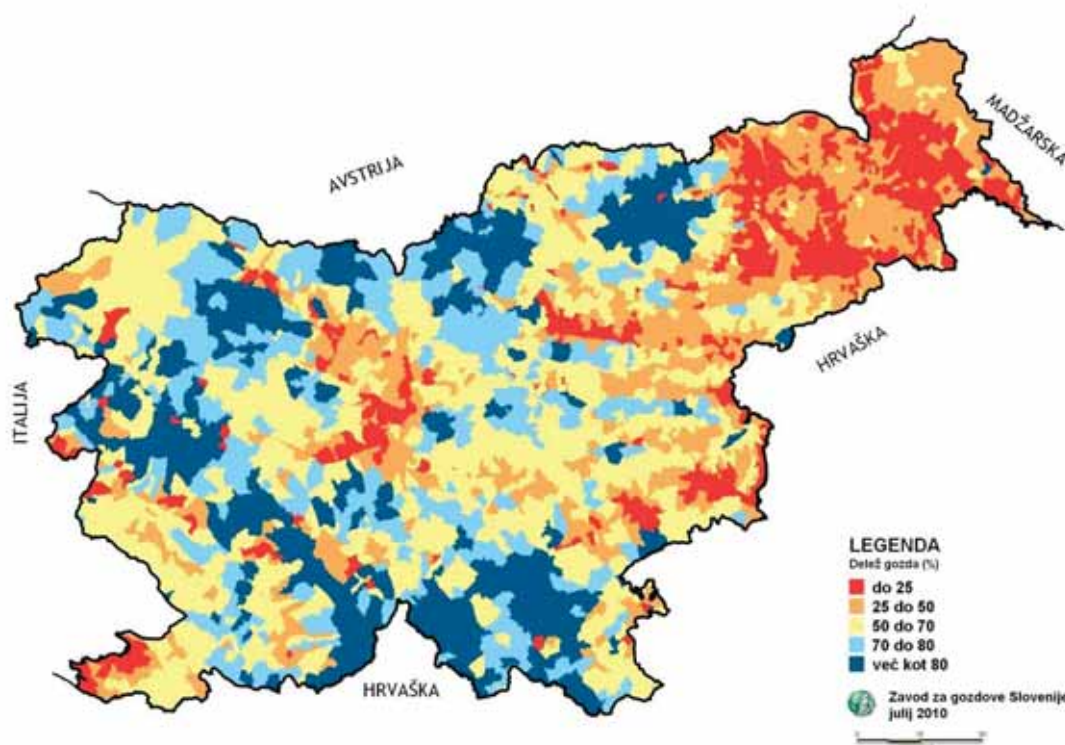 AVSTRIJA
MADŽARSKA
ITALIJA
HRVAŠKA
HRVAŠKA
LEGENDA
Delež gozda (%)
do 25
25 do 50
50 do 70
70 do 80
več kot 80
Zavod za gozdove Slovenije
julij 2010